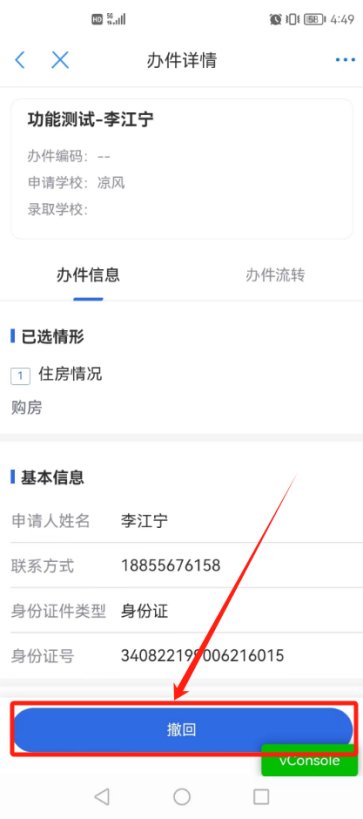 HD 5G 58 4:49
办件详情
功能测试-李江宁
办件编码: --
申请学校: 凉风
录取学校:
办件信息 办件流转
已选情形
1 住房情况
购房
基本信息
申请人姓名 李江宁
联系方式 18855676158
身份证件类型 身份证
身份证号 340822199006216015
撤回
vConsole